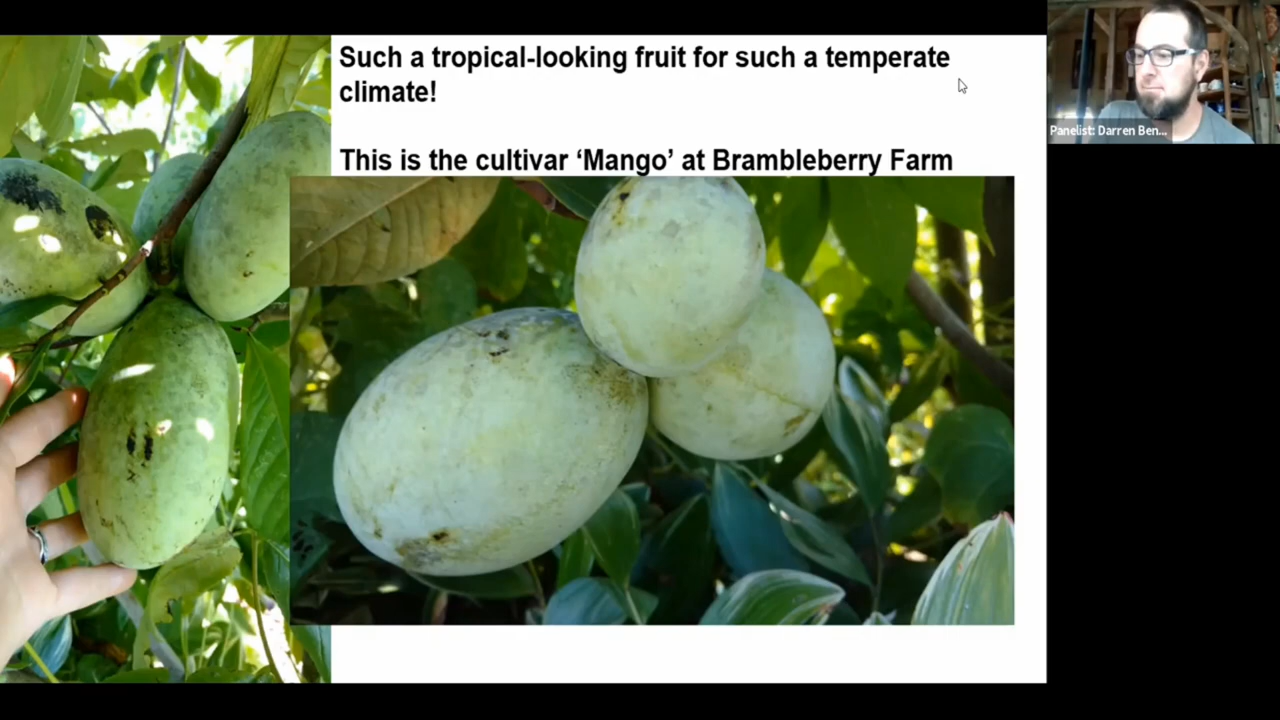 Such a tropical-looking fruit for such a temperate
climate!
This is the cultivar ‘Mango’ at Brambleberry Farm
Panelist: Darren Ben...